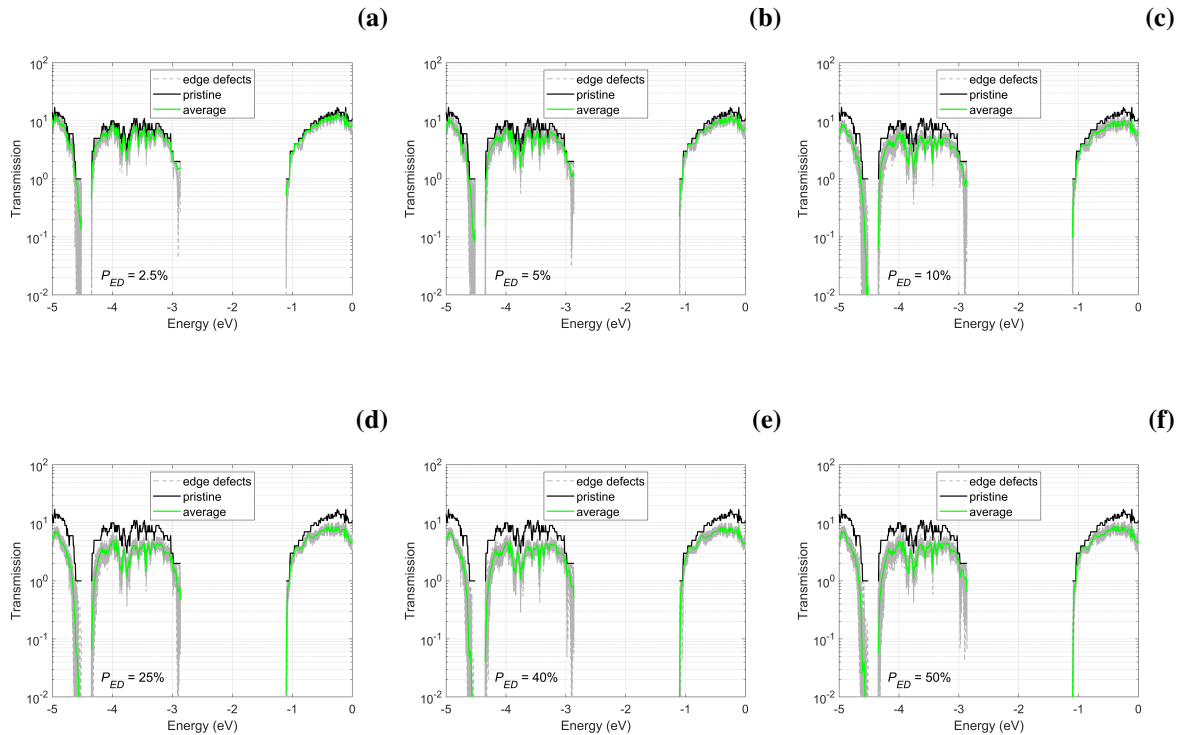 (a)
10^2
10^1
10^0
10^-1
10^-2
Transmission
edge defects
pristine
average
P_ED = 2.5%
-5 -4 -3 -2 -1 0
Energy (eV)
(b)
10^2
10^1
10^0
10^-1
10^-2
Transmission
edge defects
pristine
average
P_ED = 5%
-5 -4 -3 -2 -1 0
Energy (eV)
(c)
10^2
10^1
10^0
10^-1
10^-2
Transmission
edge defects
pristine
average
P_ED = 10%
-5 -4 -3 -2 -1 0
Energy (eV)
(d)
10^2
10^1
10^0
10^-1
10^-2
Transmission
edge defects
pristine
average
P_ED = 25%
-5 -4 -3 -2 -1 0
Energy (eV)
(e)
10^2
10^1
10^0
10^-1
10^-2
Transmission
edge defects
pristine
average
P_ED = 40%
-5 -4 -3 -2 -1 0
Energy (eV)
(f)
10^2
10^1
10^0
10^-1
10^-2
Transmission
edge defects
pristine
average
P_ED = 50%
-5 -4 -3 -2 -1 0
Energy (eV)